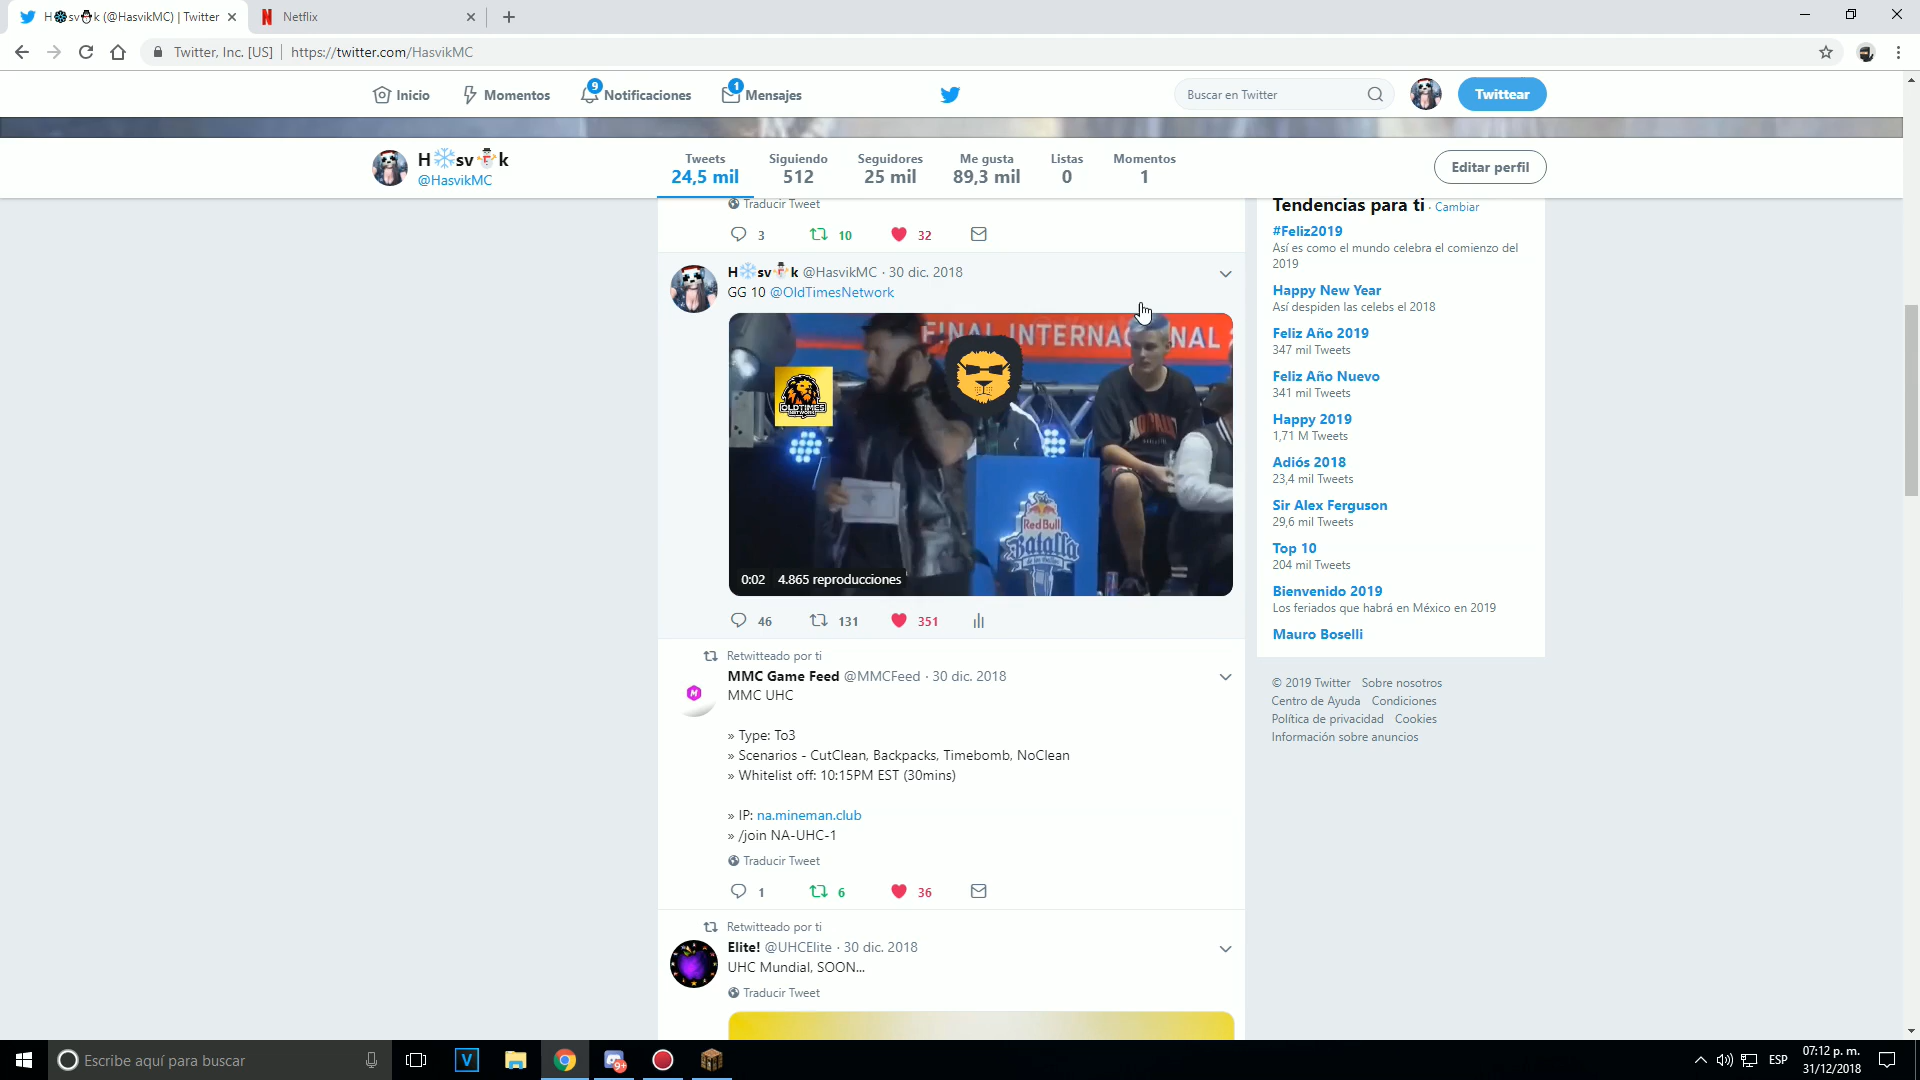 H❄sv⛄k (@HasvikMC) | Twitter
Netflix
Twitter, Inc. [US] | https://twitter.com/HasvikMC
Inicio
Momentos
9
Notificaciones
1
Mensajes
Buscar en Twitter
Twittear
H❄sv⛄k
@HasvikMC
Tweets
24,5 mil
Siguiendo
512
Seguidores
25 mil
Me gusta
89,3 mil
Listas
0
Momentos
1
Editar perfil
Traducir Tweet
3
10
32
H❄sv⛄k @HasvikMC · 30 dic. 2018
GG 10 @OldTimesNetwork
FINAL INTERNACIONAL
OLDTIMES
NETWORK
Red Bull
Batalla
de los Gallos
0:02 4.865 reproducciones
46
131
351
Retwitteado por ti
MMC Game Feed @MMCFeed · 30 dic. 2018
MMC UHC
» Type: To3
» Scenarios - CutClean, Backpacks, Timebomb, NoClean
» Whitelist off: 10:15PM EST (30mins)
» IP: na.mineman.club
» /join NA-UHC-1
Traducir Tweet
1
6
36
Retwitteado por ti
Elite! @UHCElite · 30 dic. 2018
UHC Mundial, SOON...
Traducir Tweet
Tendencias para ti · Cambiar
#Feliz2019
Así es como el mundo celebra el comienzo del
2019
Happy New Year
Así despiden las celebs el 2018
Feliz Año 2019
347 mil Tweets
Feliz Año Nuevo
341 mil Tweets
Happy 2019
1,71 M Tweets
Adiós 2018
23,4 mil Tweets
Sir Alex Ferguson
29,6 mil Tweets
Top 10
204 mil Tweets
Bienvenido 2019
Los feriados que habrá en México en 2019
Mauro Boselli
© 2019 Twitter Sobre nosotros
Centro de Ayuda Condiciones
Política de privacidad Cookies
Información sobre anuncios
Escribe aquí para buscar
V
9+
ESP
07:12 p. m.
31/12/2018